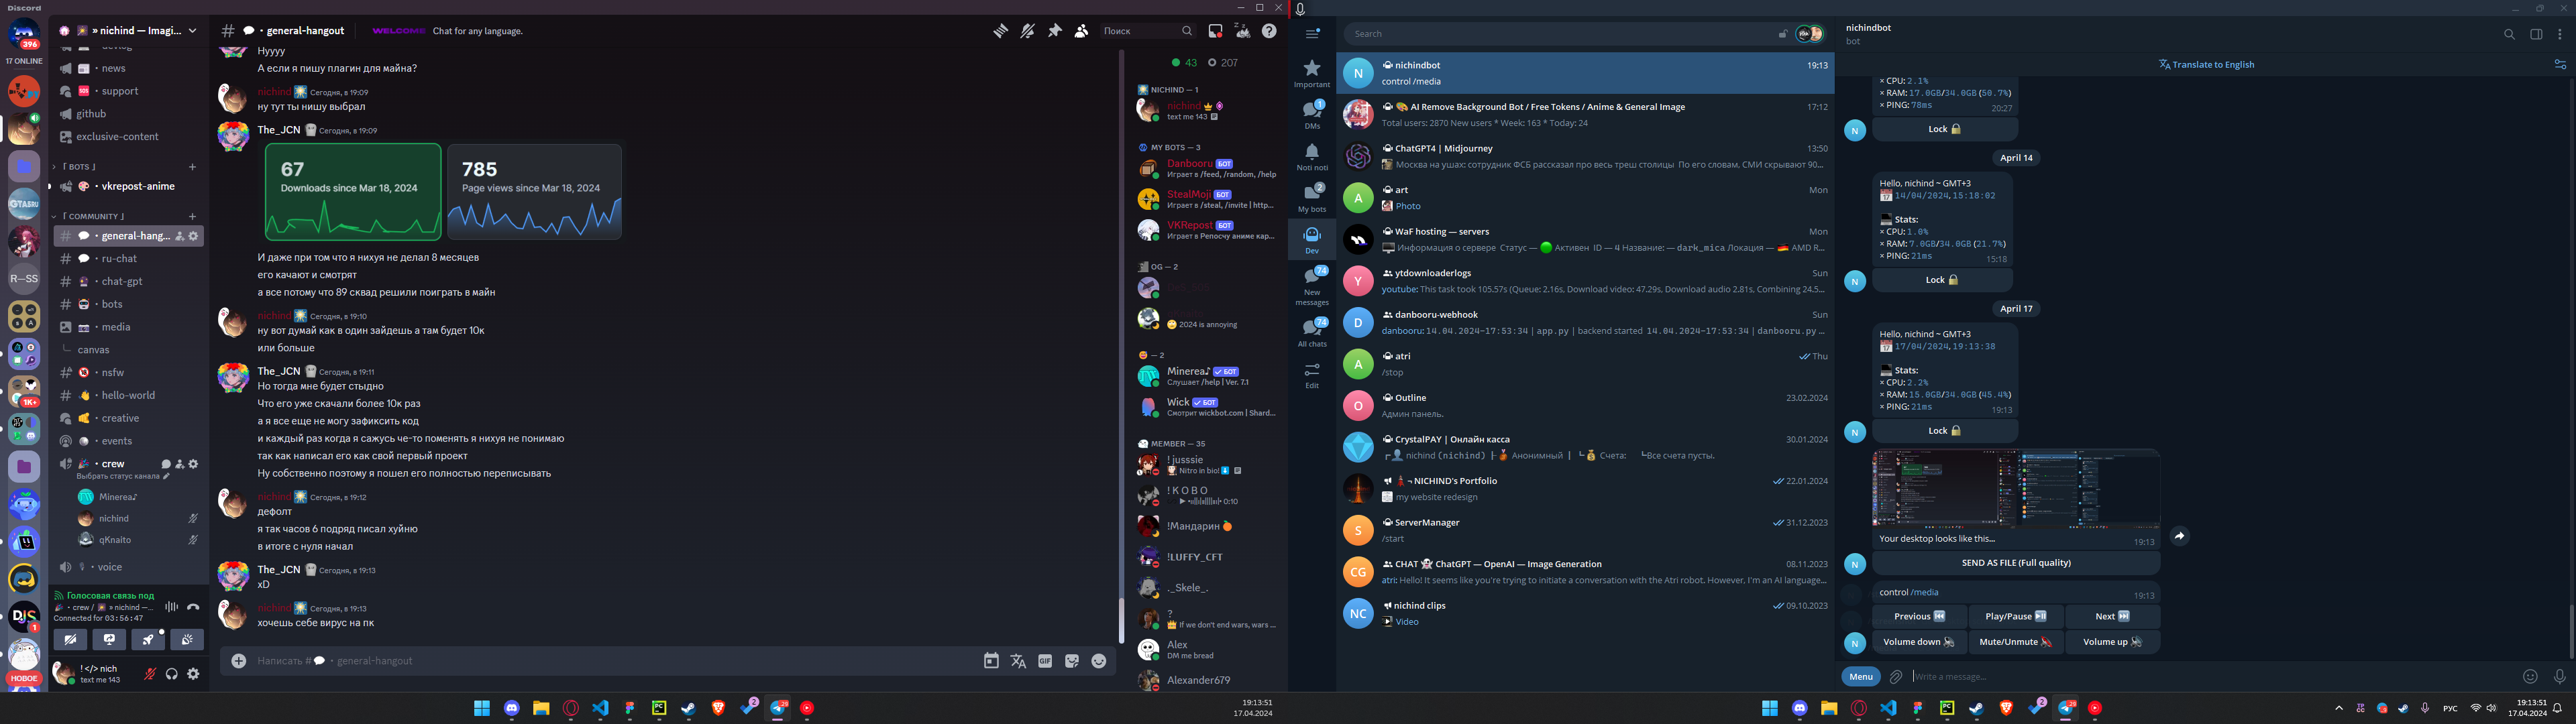 Discord
396
17 ONLINE
R—SS
1K+
1
НОВОЕ
» nichind — Imagi...
devlog
news
support
github
exclusive-content
「 BOTS 」
vkrepost-anime
「 COMMUNITY 」
general-hang...
ru-chat
chat-gpt
bots
media
canvas
nsfw
hello-world
creative
events
crew
Выбрать статус канала
Minerea♪
nichind
qKnaito
voice
Голосовая связь под
crew / » nichind —...
Connected for 03:56:47
! </> nich
text me 143
general-hangout
WELCOME Chat for any language.
Поиск
Нуууу
А если я пишу плагин для майна?
nichind Сегодня, в 19:09
ну тут ты нишу выбрал
The_JCN Сегодня, в 19:09
67
Downloads since Mar 18, 2024
785
Page views since Mar 18, 2024
И даже при том что я нихуя не делал 8 месяцев
его качают и смотрят
а все потому что 89 сквад решили поиграть в майн
nichind Сегодня, в 19:10
ну вот думай как в один зайдешь а там будет 10к
или больше
The_JCN Сегодня, в 19:11
Но тогда мне будет стыдно
Что его уже скачали более 10к раз
а я все еще не могу зафиксить код
и каждый раз когда я сажусь че-то поменять я нихуя не понимаю
так как написал его как свой первый проект
Ну собственно поэтому я пошел его полностью переписывать
nichind Сегодня, в 19:12
дефолт
я так часов 6 подряд писал хуйню
в итоге с нуля начал
The_JCN Сегодня, в 19:13
xD
nichind Сегодня, в 19:13
хочешь себе вирус на пк
Написать # general-hangout
GIF
43 207
NICHIND — 1
nichind
text me 143
MY BOTS — 3
Danbooru БОТ
Играет в /feed, /random, /help
StealMoji БОТ
Играет в /steal, /invite | http...
VKRepost БОТ
Играет в Репосчу аниме кар...
OG — 2
2024 is annoying
— 2
Minerea♪ БОТ
Слушает /help | Ver. 7.1
Wick БОТ
Смотрит wickbot.com | Shard...
MEMBER — 35
! jusssie
Nitro in bio!
! K O B O
0:10
!Мандарин
!LUFFY_CFT
._Skele_.
?
If we don't end wars, wars ...
Alex
DM me bread
Alexander679
19:13:51
17.04.2024
Important
1
DMs
Noti noti
2
My bots
Dev
74
New messages
74
All chats
Edit
Search
nichindbot 19:13
control /media
AI Remove Background Bot / Free Tokens / Anime & General Image 17:12
Total users: 2870 New users * Week: 163 * Today: 24
ChatGPT4 | Midjourney 13:50
Москва на ушах: сотрудник ФСБ рассказал про весь треш столицы По его словам, СМИ скрывают 90...
art Mon
Photo
WaF hosting — servers Mon
Информация о сервере Статус — Активен ID — 4 Название: — dark_mica Локация — AMD R...
ytdownloaderlogs Sun
youtube: This task took 105.57s (Queue: 2.16s, Download video: 47.29s, Download audio 2.81s, Combining 24.5...
danbooru-webhook Sun
danbooru: 14.04.2024-17:53:34 | app.py | backend started 14.04.2024-17:53:34 | danbooru.py ...
atri Thu
/stop
Outline 23.02.2024
Админ панель.
CrystalPAY | Онлайн касса 30.01.2024
nichind (nichind) Анонимный | Счета: Все счета пусты.
¬ NICHIND's Portfolio 22.01.2024
my website redesign
ServerManager 31.12.2023
/start
CHAT ChatGPT — OpenAI — Image Generation 08.11.2023
atri: Hello! It seems like you're trying to initiate a conversation with the Atri robot. However, I'm an AI language...
nichind clips 09.10.2023
Video
nichindbot
bot
Translate to English
× CPU: 2.1%
× RAM: 17.0GB/34.0GB (50.7%)
× PING: 78ms 20:27
Lock
April 14
Hello, nichind ~ GMT+3
14/04/2024, 15:18:02
Stats:
× CPU: 1.0%
× RAM: 7.0GB/34.0GB (21.7%)
× PING: 21ms 15:18
Lock
April 17
Hello, nichind ~ GMT+3
17/04/2024, 19:13:38
Stats:
× CPU: 2.2%
× RAM: 15.0GB/34.0GB (45.4%)
× PING: 21ms 19:13
Lock
Your desktop looks like this... 19:13
SEND AS FILE (Full quality)
control /media 19:13
Previous Play/Pause Next
Volume down Mute/Unmute Volume up
Menu Write a message...
РУС
19:13:51
17.04.2024